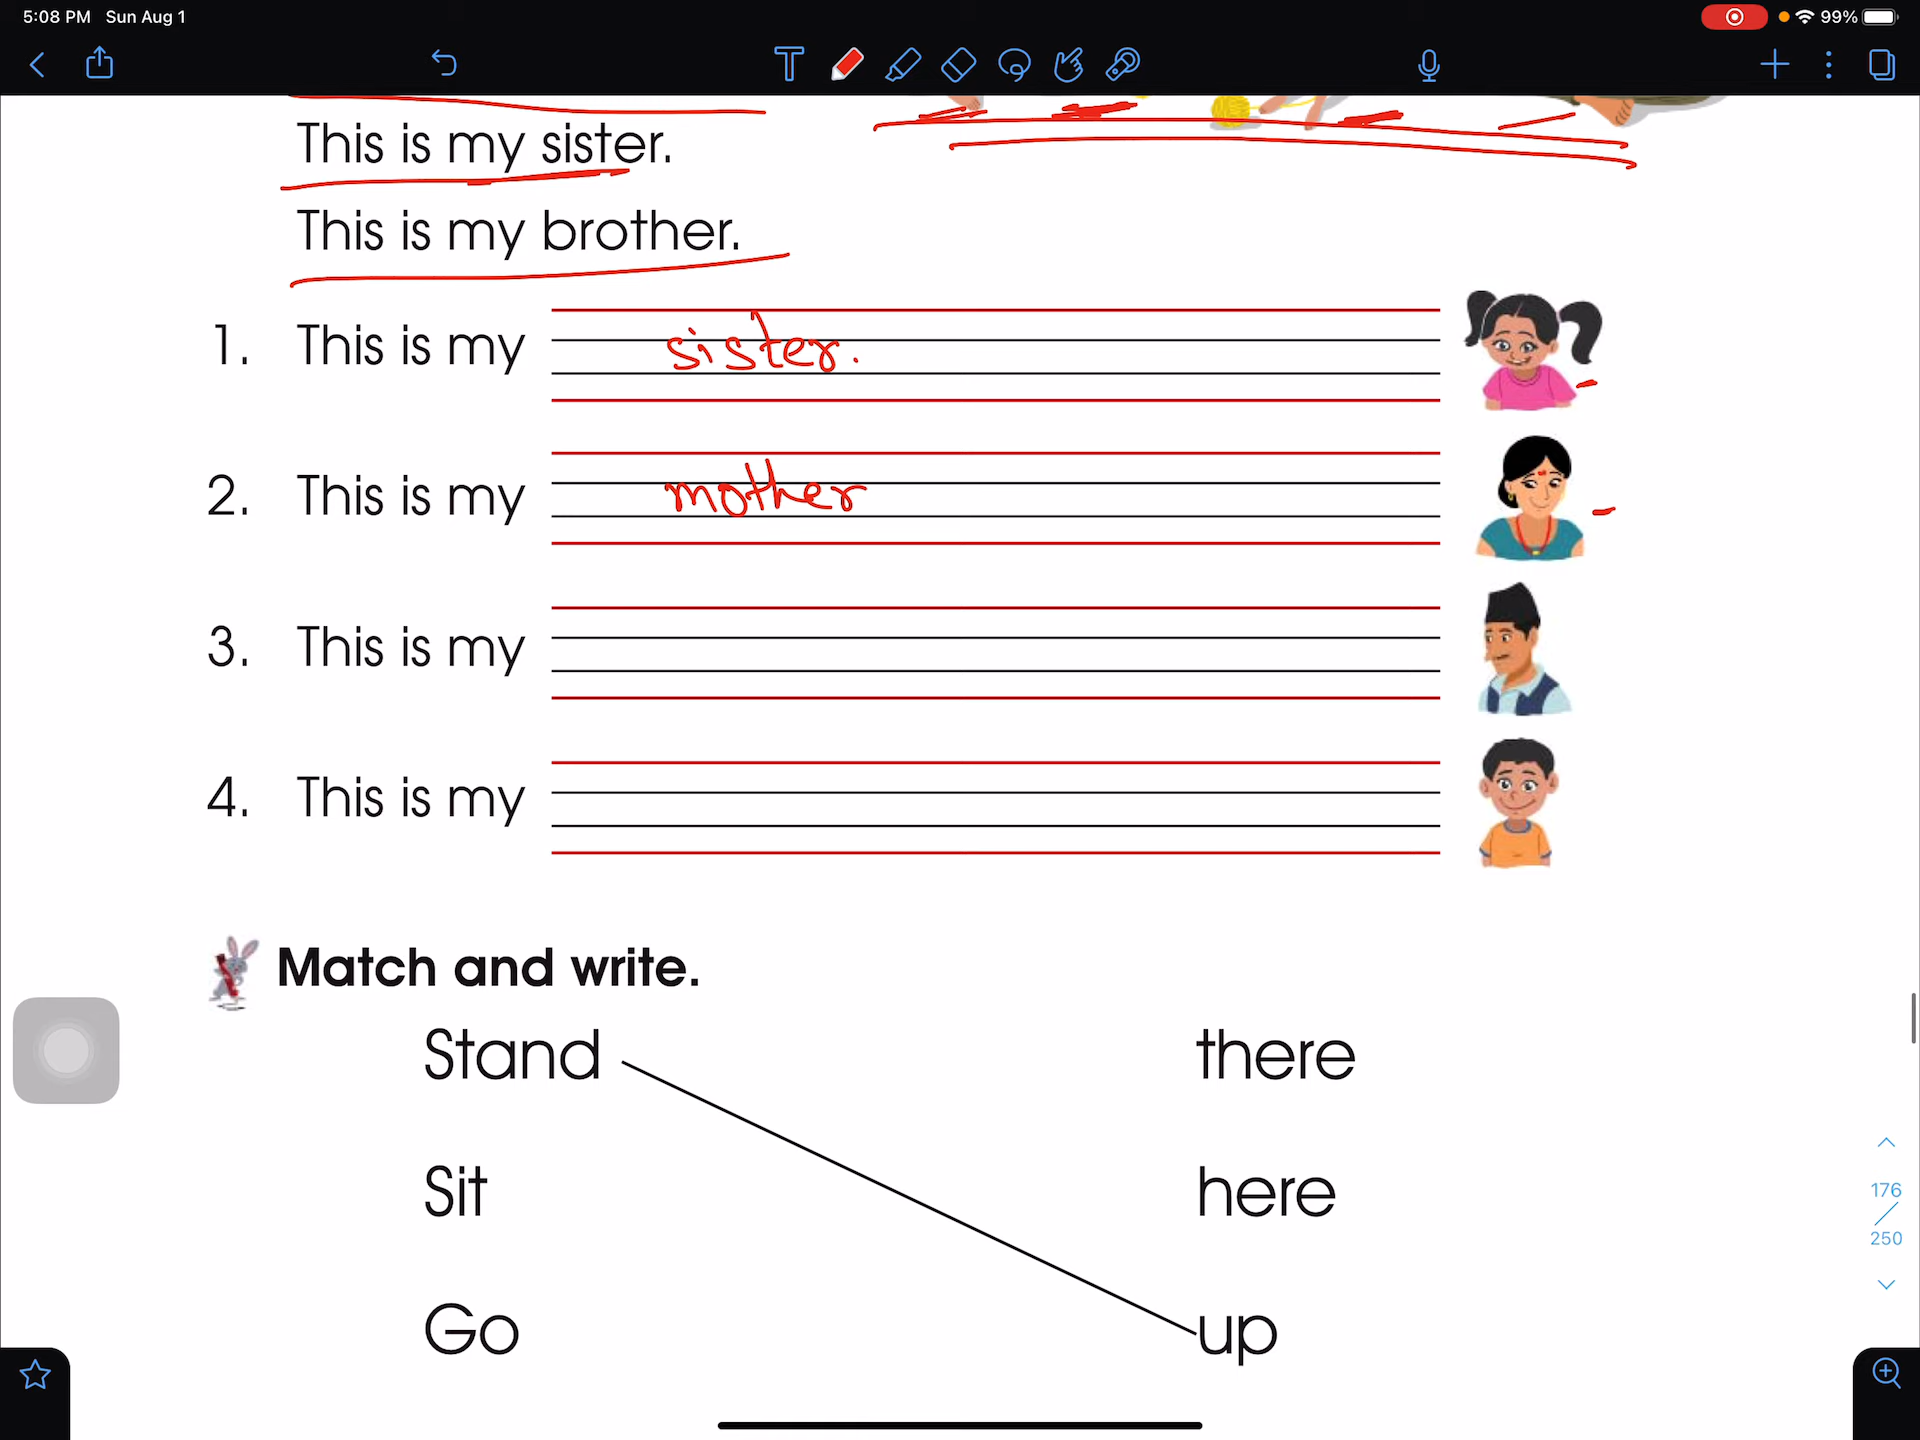 5:08 PM Sun Aug 1
99%
This is my sister.
This is my brother.
1. This is my sister.
2. This is my mother
3. This is my
4. This is my
Match and write.
Stand there
Sit here
Go up
176
250